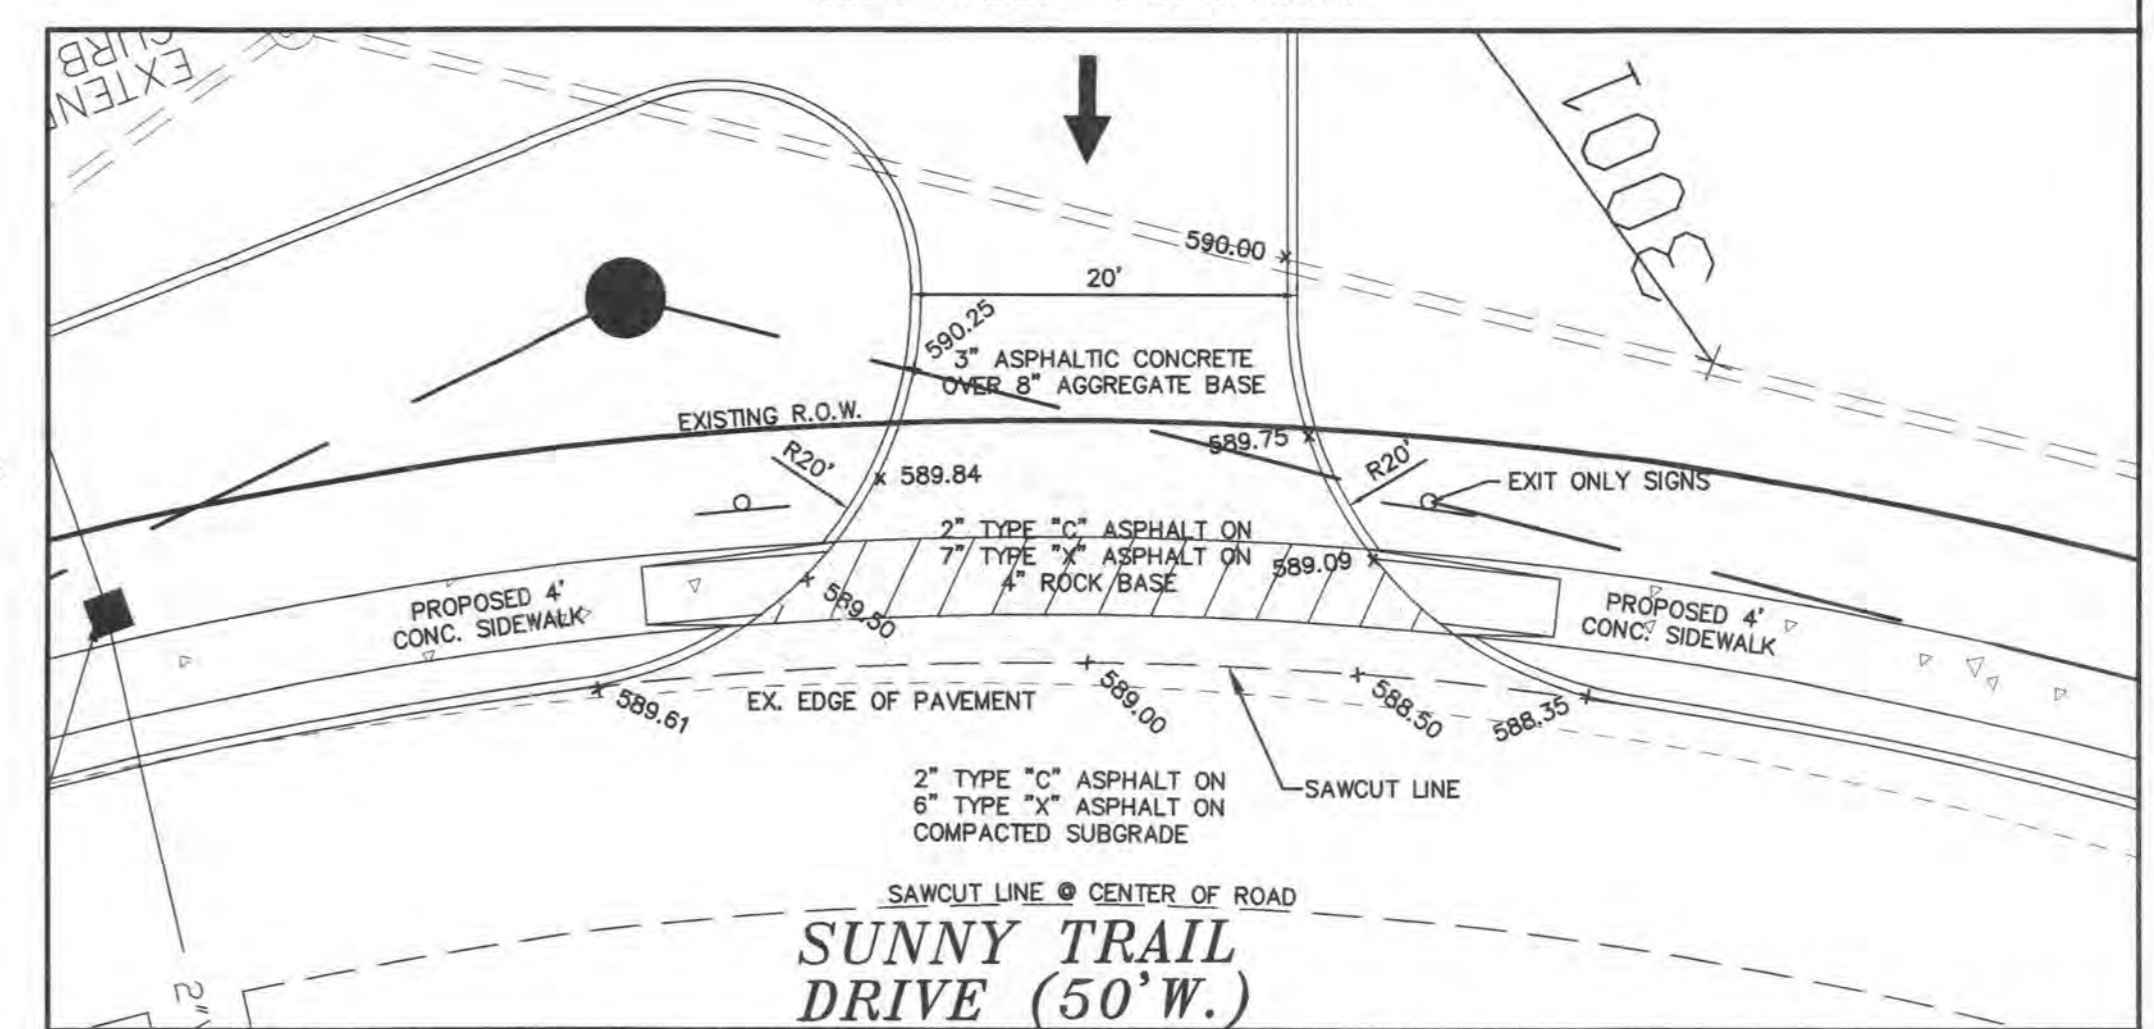 EXTEN
CURB
3001
590.00
20'
590.25
3" ASPHALTIC CONCRETE
OVER 8" AGGREGATE BASE
EXISTING R.O.W.
R20'
589.84
589.75
R20'
EXIT ONLY SIGNS
2" TYPE "C" ASPHALT ON
7" TYPE "X" ASPHALT ON
4" ROCK BASE
589.09
589.50
PROPOSED 4'
CONC. SIDEWALK
PROPOSED 4'
CONC. SIDEWALK
589.61
EX. EDGE OF PAVEMENT
589.00
588.50
588.35
2" TYPE "C" ASPHALT ON
6" TYPE "X" ASPHALT ON
COMPACTED SUBGRADE
SAWCUT LINE
SAWCUT LINE @ CENTER OF ROAD
SUNNY TRAIL
DRIVE (50'W.)
2"